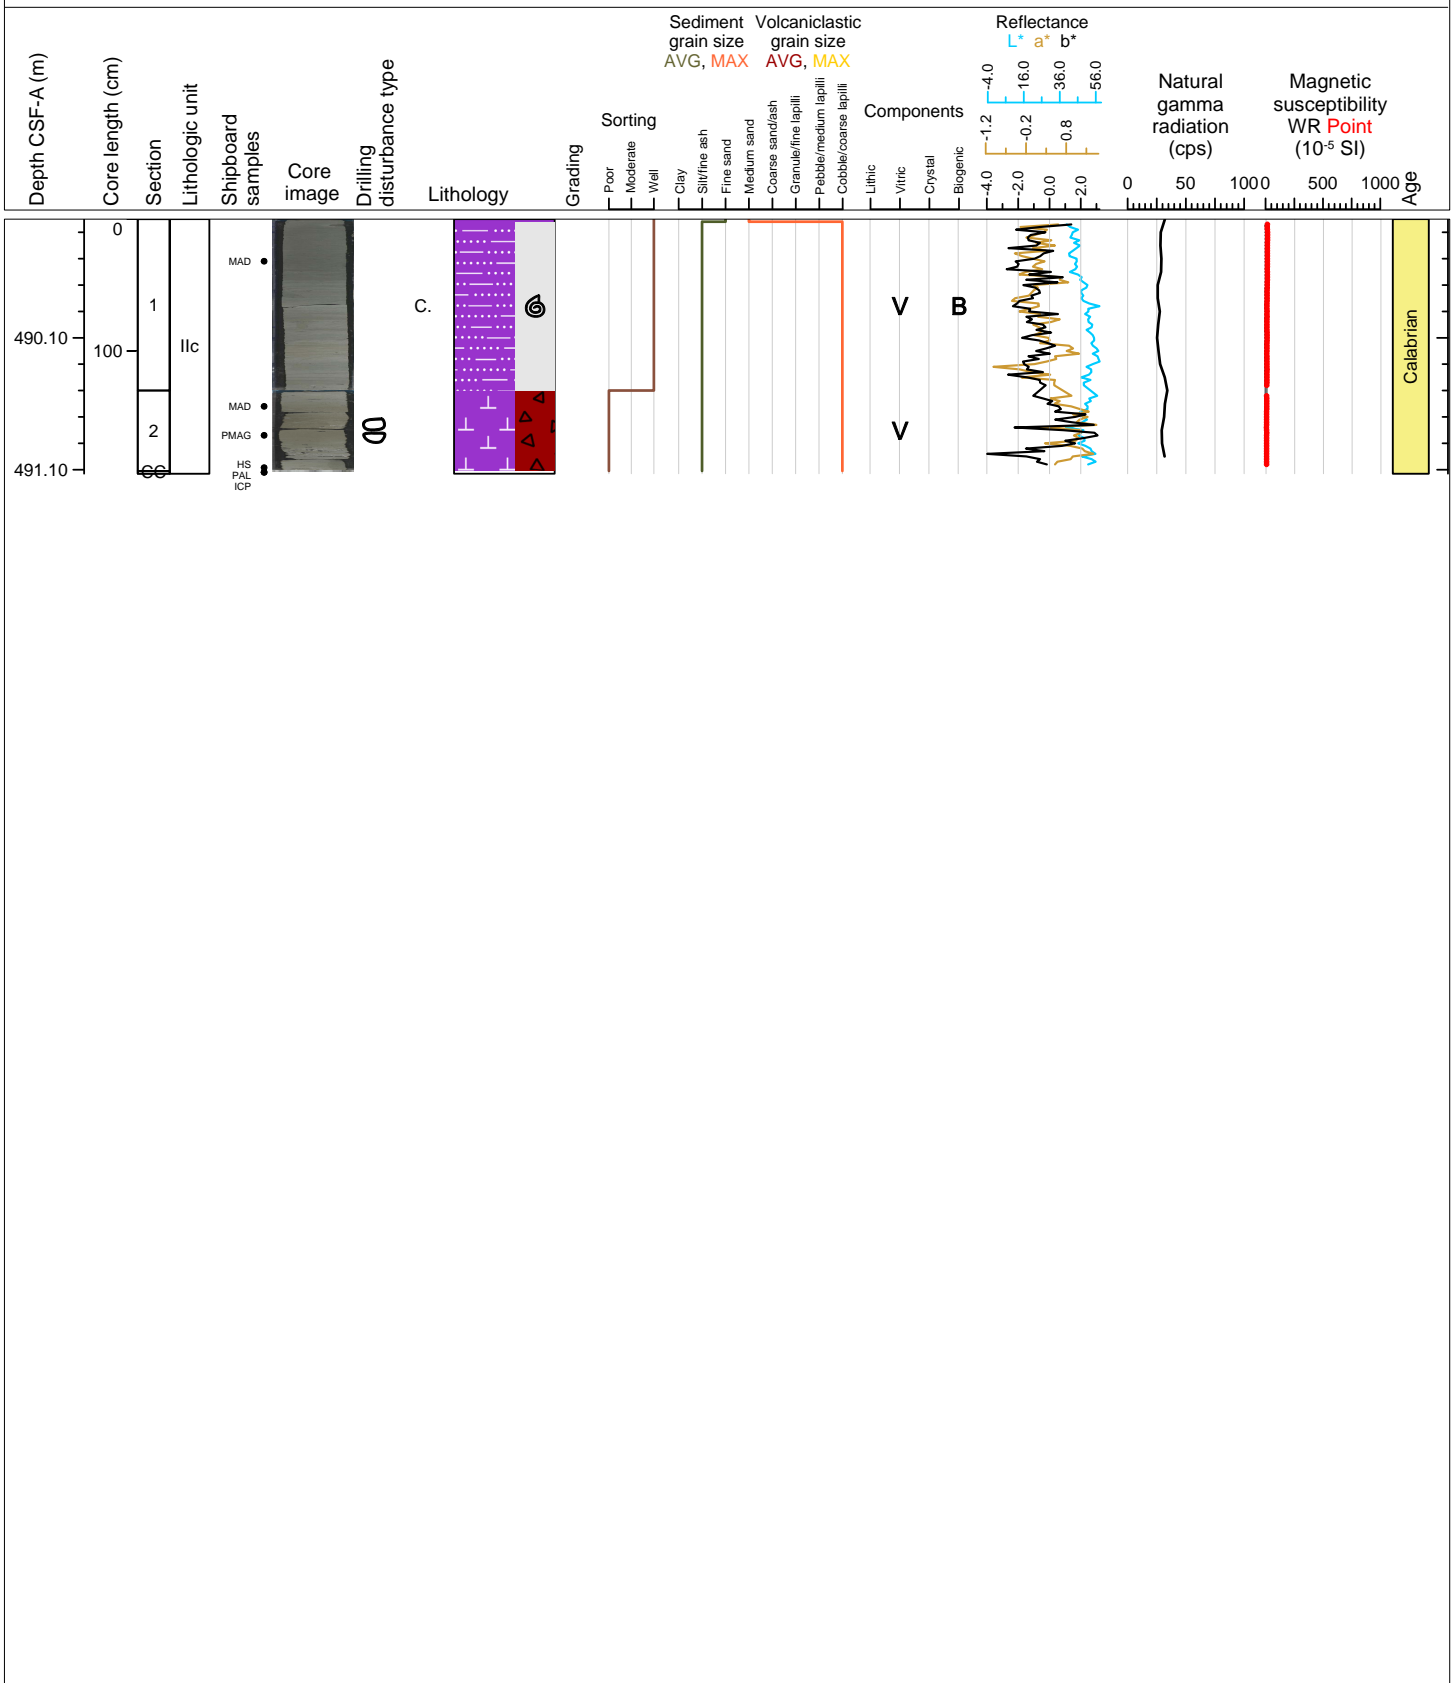 Depth CSF-A (m)
Core length (cm)
Section
Lithologic unit
Shipboard
samples
Core
image
Drilling
disturbance type
Lithology
Grading
Sorting
Poor
Moderate
Well
Sediment
grain size
AVG, MAX
Volcaniclastic
grain size
AVG, MAX
Clay
Silt/fine ash
Fine sand
Medium sand
Coarse sand/ash
Granule/fine lapilli
Pebble/medium lapilli
Cobble/coarse lapilli
Components
Lithic
Vitric
Crystal
Biogenic
Reflectance
L* a* b*
-4.0 16.0 36.0 56.0
-1.2 -0.2 0.8
-4.0 -2.0 0.0 2.0
Natural
gamma
radiation
(cps)
0 50 100
Magnetic
susceptibility
WR Point
(10-5 SI)
0 500 1000
Age
0
MAD
1
C.
V
B
490.10
100
IIc
Calabrian
MAD
2
PMAG
V
HS
491.10
CC
PAL
ICP